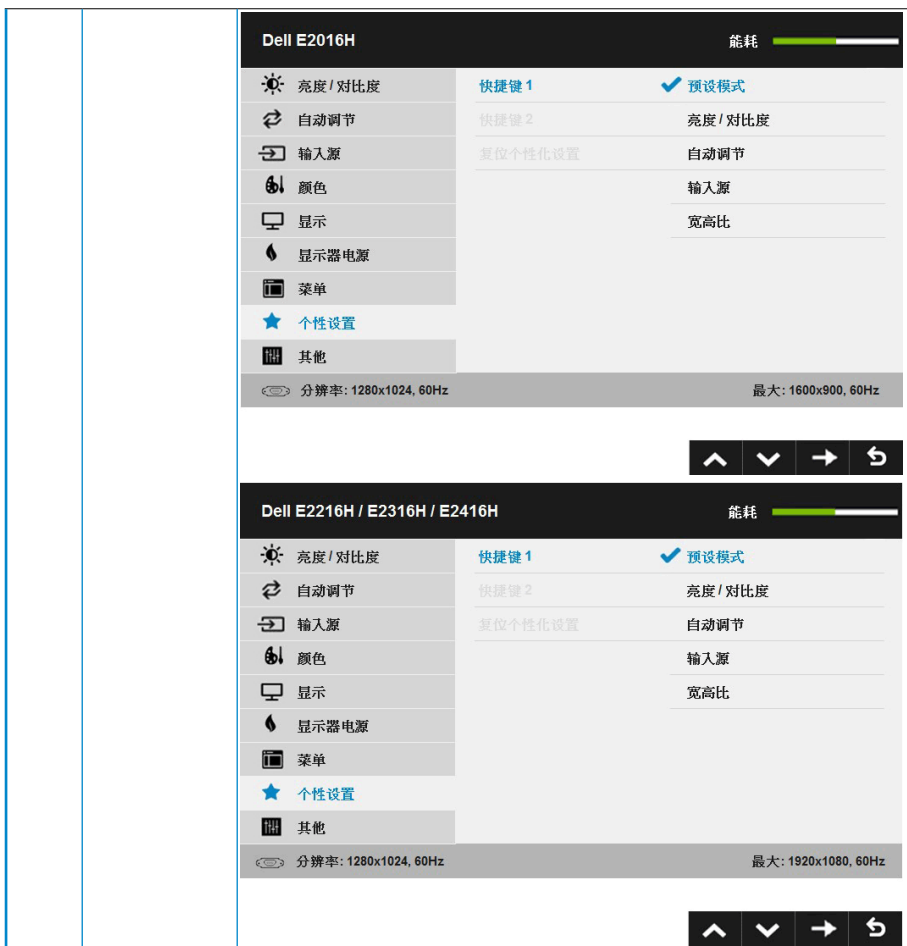 Dell E2016H 能耗
亮度 / 对比度 快捷键 1 预设模式
自动调节 快捷键 2 亮度 / 对比度
输入源 复位个性化设置 自动调节
颜色 输入源
显示 宽高比
显示器电源
菜单
个性设置
其他
分辨率: 1280x1024, 60Hz 最大: 1600x900, 60Hz
Dell E2216H / E2316H / E2416H 能耗
亮度 / 对比度 快捷键 1 预设模式
自动调节 快捷键 2 亮度 / 对比度
输入源 复位个性化设置 自动调节
颜色 输入源
显示 宽高比
显示器电源
菜单
个性设置
其他
分辨率: 1280x1024, 60Hz 最大: 1920x1080, 60Hz